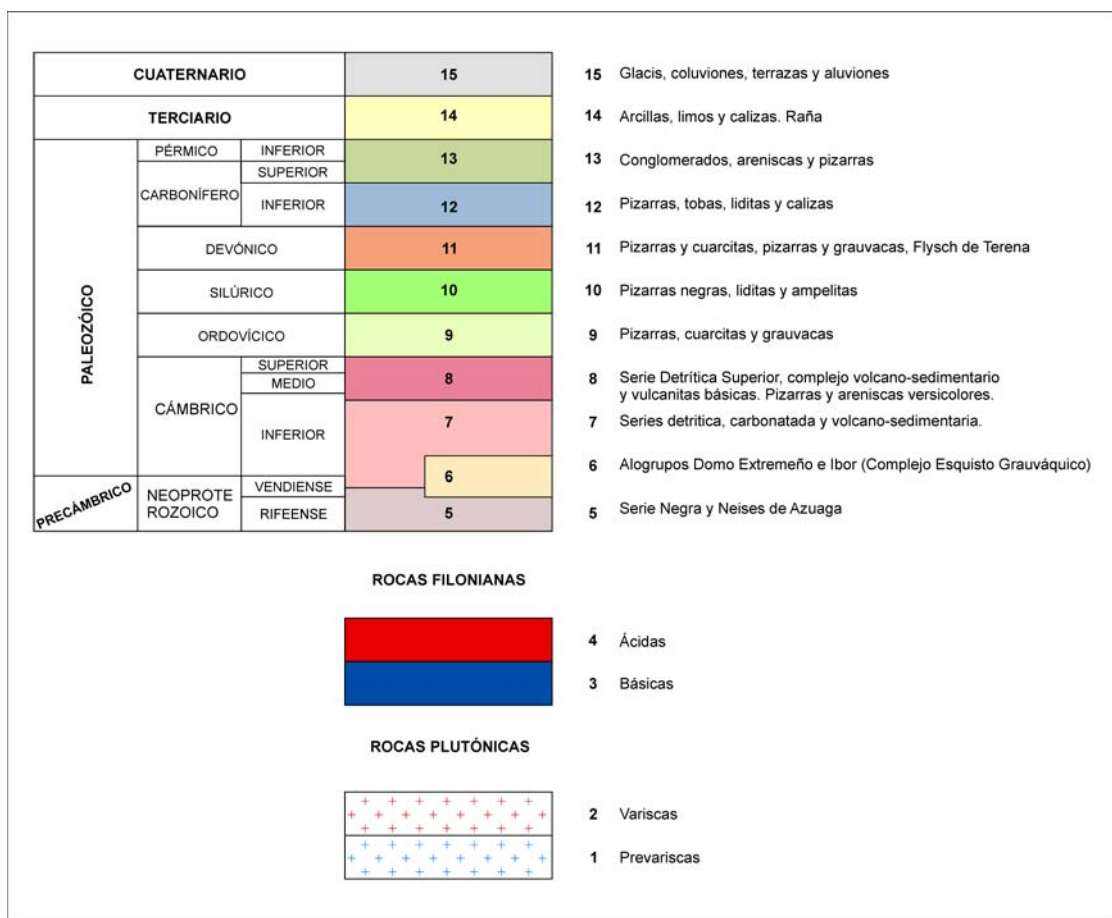 CUATERNARIO 15 15 Glacis, coluviones, terrazas y aluviones
TERCIARIO 14 14 Arcillas, limos y calizas. Raña
PALEOZÓICO
PÉRMICO INFERIOR
13 13 Conglomerados, areniscas y pizarras
CARBONÍFERO SUPERIOR
INFERIOR 12 12 Pizarras, tobas, liditas y calizas
DEVÓNICO 11 11 Pizarras y cuarcitas, pizarras y grauvacas, Flysch de Terena
SILÚRICO 10 10 Pizarras negras, liditas y ampelitas
ORDOVÍCICO 9 9 Pizarras, cuarcitas y grauvacas
CÁMBRICO SUPERIOR
MEDIO 8 8 Serie Detrítica Superior, complejo volcano-sedimentario
y vulcanitas básicas. Pizarras y areniscas versicolores.
INFERIOR 7 7 Series detritica, carbonatada y volcano-sedimentaria.
6 6 Alogrupos Domo Extremeño e Ibor (Complejo Esquisto Grauváquico)
PRECÁMBRICO
NEOPROTE
ROZOICO
VENDIENSE
RIFEENSE 5 5 Serie Negra y Neises de Azuaga
ROCAS FILONIANAS
4 Ácidas
3 Básicas
ROCAS PLUTÓNICAS
2 Variscas
1 Prevariscas